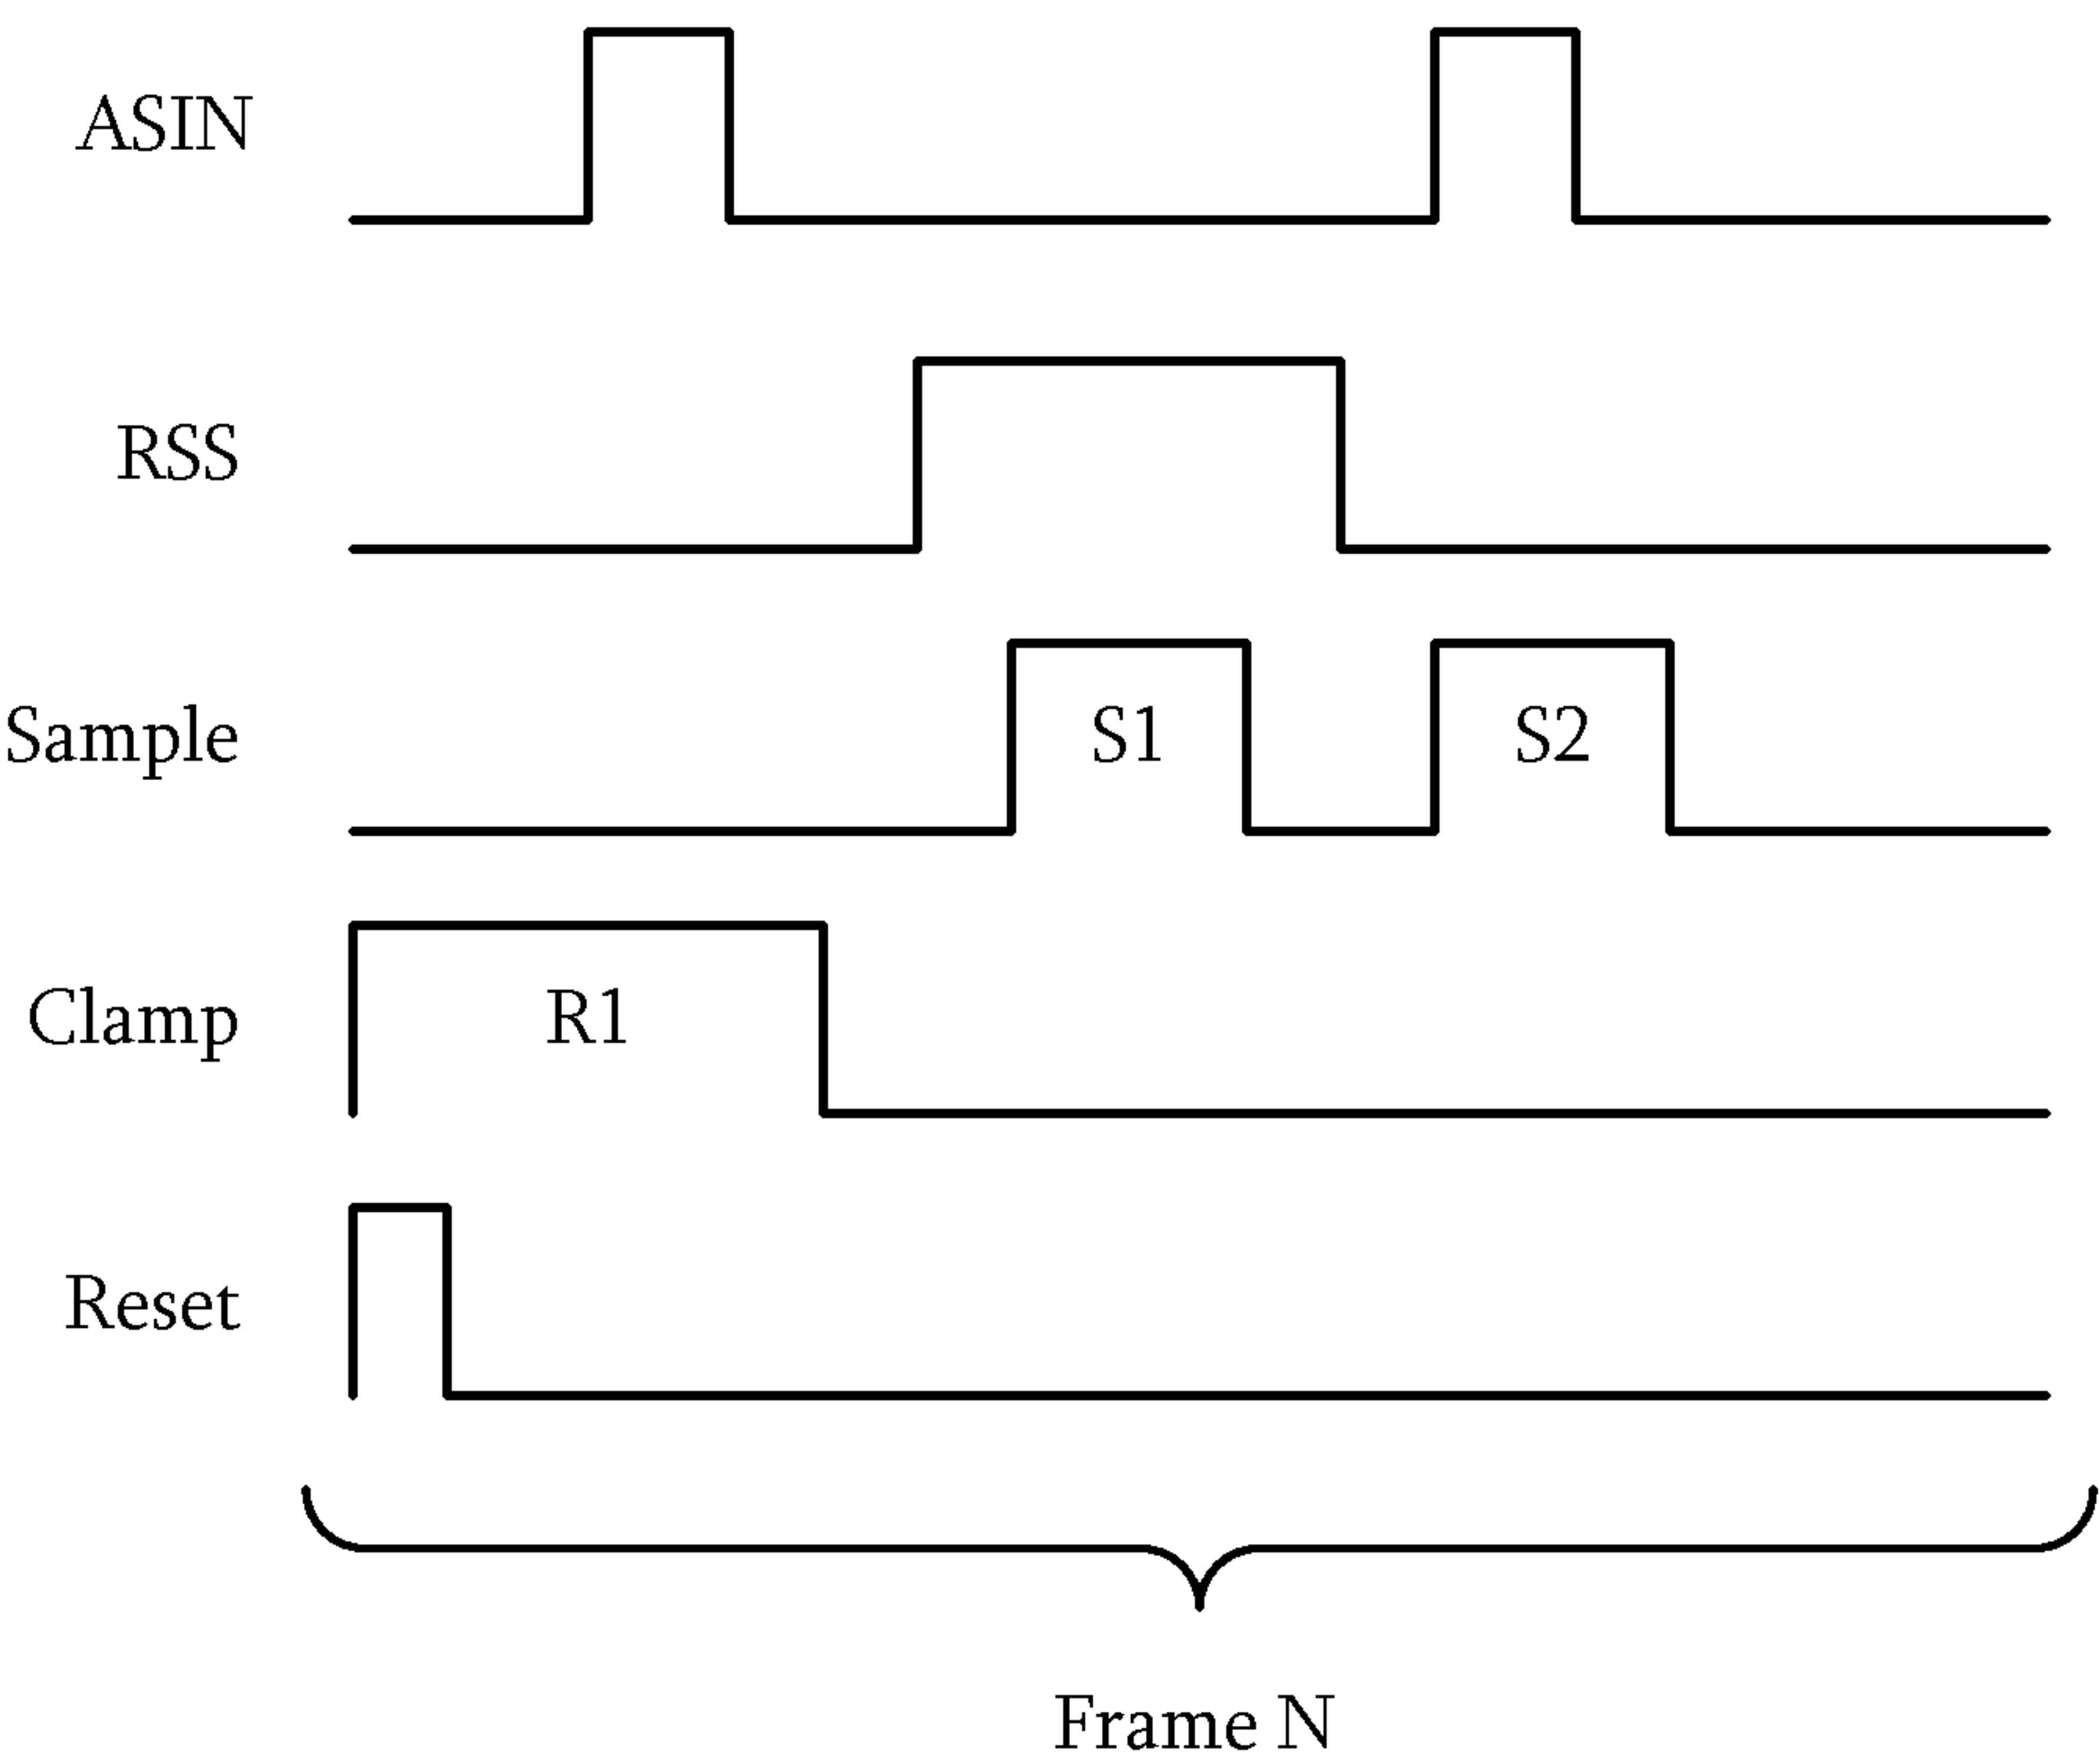 ASIN
RSS
Sample
S1
S2
Clamp
R1
Reset
Frame N